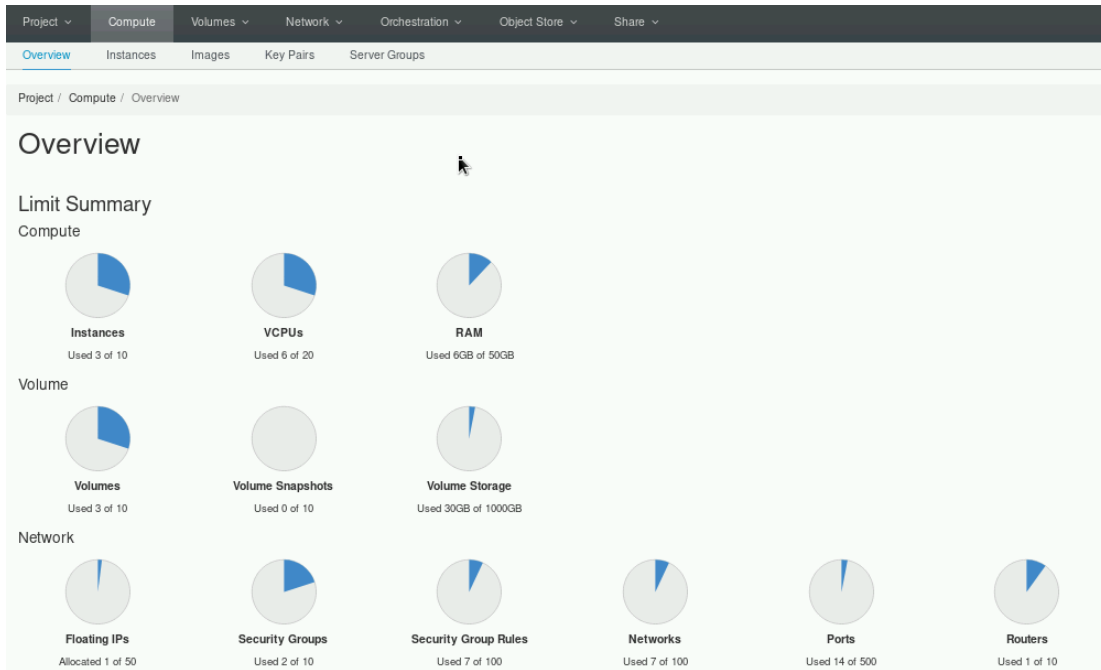 Project Compute Volumes Network Orchestration Object Store Share
Overview Instances Images Key Pairs Server Groups
Project / Compute / Overview
Overview
Limit Summary
Compute
Instances VCPUs RAM
Used 3 of 10 Used 6 of 20 Used 6GB of 50GB
Volume
Volumes Volume Snapshots Volume Storage
Used 3 of 10 Used 0 of 10 Used 30GB of 1000GB
Network
Floating IPs Security Groups Security Group Rules Networks Ports Routers
Allocated 1 of 50 Used 2 of 10 Used 7 of 100 Used 7 of 100 Used 14 of 500 Used 1 of 10